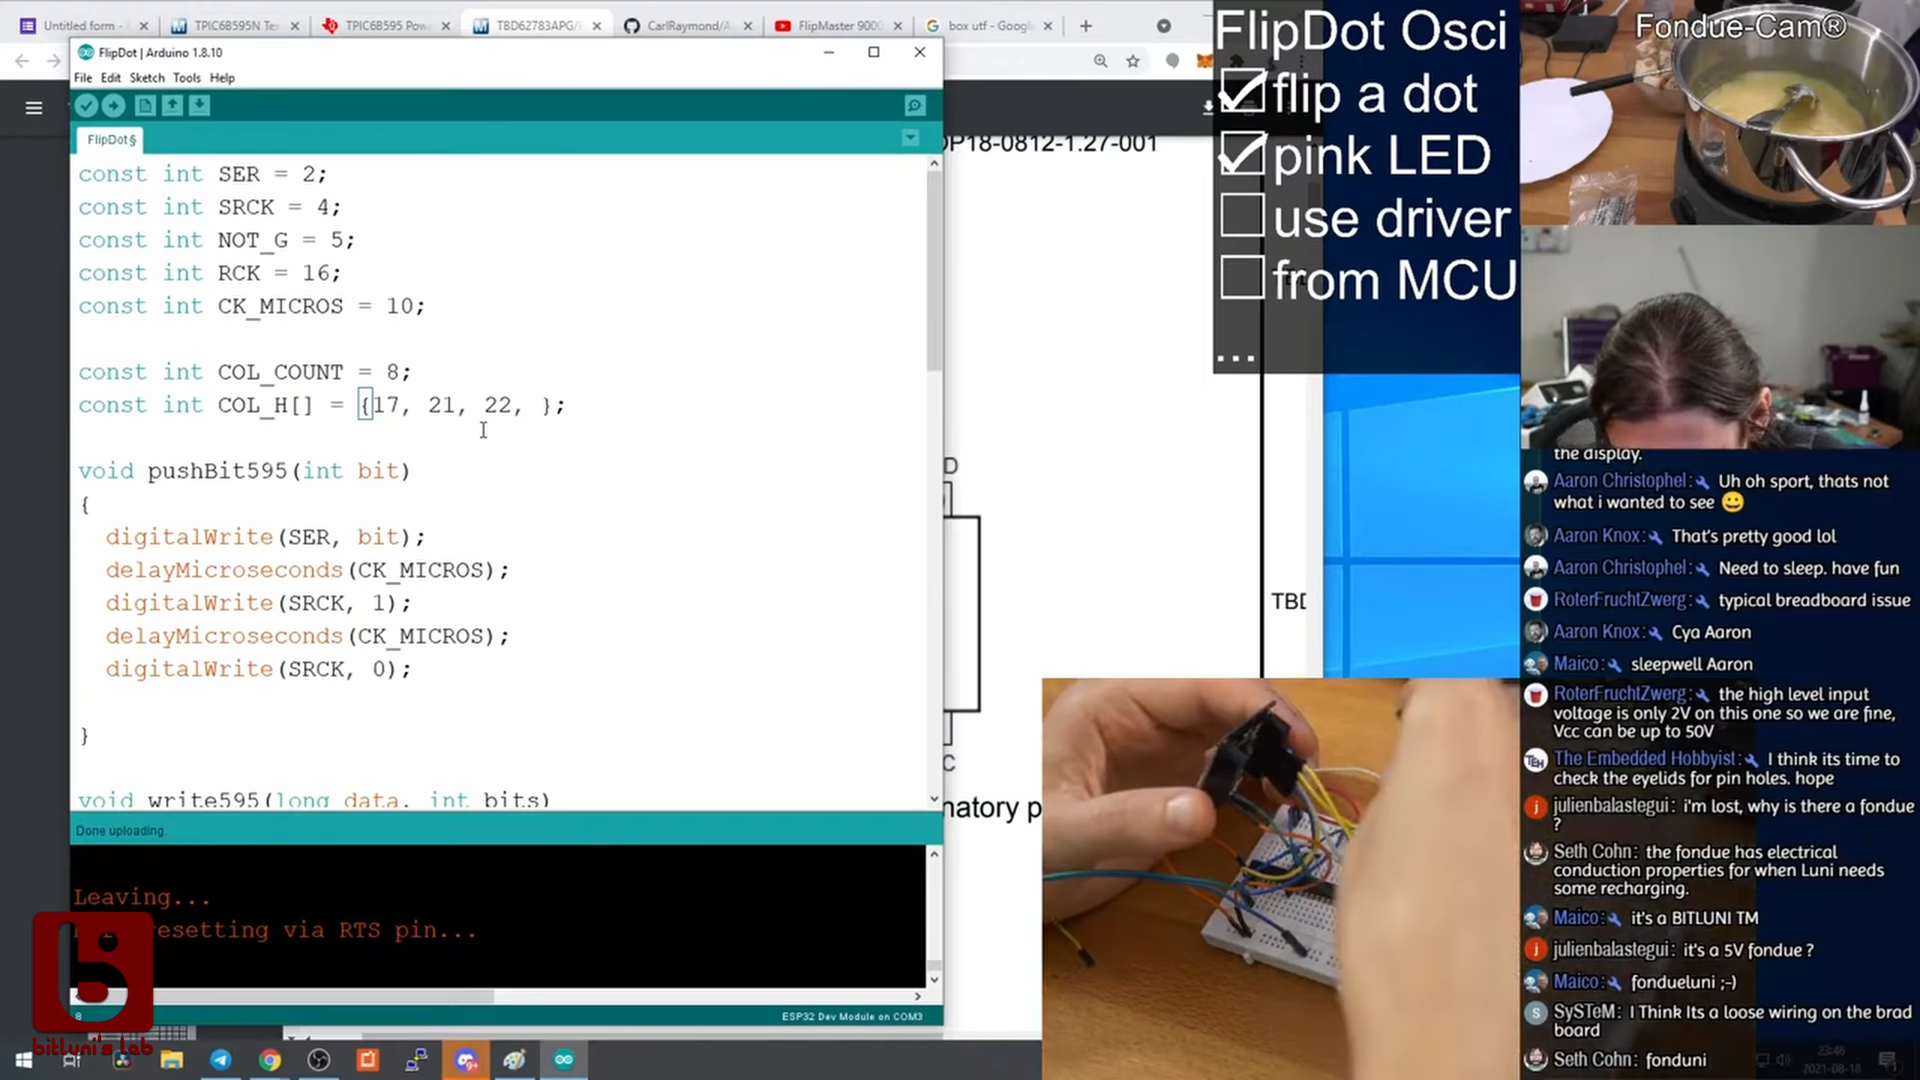 Untitled form -
TPIC6B595N Te
TPIC6B595 Pow
TBD62783APG/
CarlRaymond/
FlipMaster 9000
box utf - Goog
FlipDot | Arduino 1.8.10
File Edit Sketch Tools Help
FlipDot§
const int SER = 2;
const int SRCK = 4;
const int NOT_G = 5;
const int RCK = 16;
const int CK_MICROS = 10;
const int COL_COUNT = 8;
const int COL_H[] = {17, 21, 22, };
void pushBit595(int bit)
{
digitalWrite(SER, bit);
delayMicroseconds(CK_MICROS);
digitalWrite(SRCK, 1);
delayMicroseconds(CK_MICROS);
digitalWrite(SRCK, 0);
}
void write595(long data, int bits)
Done uploading.
Leaving...
resetting via RTS pin...
8
ESP32 Dev Module on COM3
bitluni's lab
P18-0812-1.27-001
D
C
TBD
matory p
FlipDot Osci
flip a dot
pink LED
use driver
from MCU
...
Fondue-Cam®
the display.
Aaron Christophel: Uh oh sport, thats not
what i wanted to see 😀
Aaron Knox: That's pretty good lol
Aaron Christophel: Need to sleep. have fun
RoterFruchtZwerg: typical breadboard issue
Aaron Knox: Cya Aaron
Maico: sleepwell Aaron
RoterFruchtZwerg: the high level input
voltage is only 2V on this one so we are fine,
Vcc can be up to 50V
TEH The Embedded Hobbyist: I think its time to
check the eyelids for pin holes. hope
j julienbalastegui: i'm lost, why is there a fondue
?
Seth Cohn: the fondue has electrical
conduction properties for when Luni needs
some recharging.
Maico: it's a BITLUNI TM
j julienbalastegui: it's a 5V fondue ?
Maico: fondueluni ;-)
S SySTeM: I Think Its a loose wiring on the brad
board
Seth Cohn: fonduni
23:46
2021-08-18